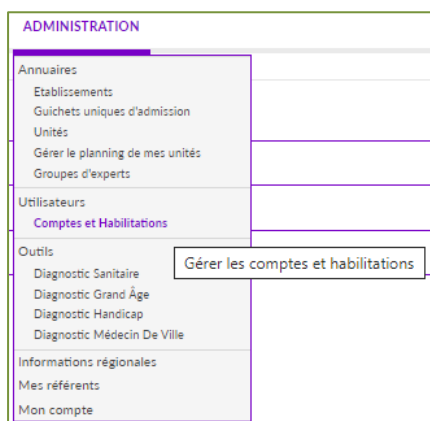 ADMINISTRATION
Annuaires
Etablissements
Guichets uniques d'admission
Unités
Gérer le planning de mes unités
Groupes d'experts
Utilisateurs
Comptes et Habilitations
Gérer les comptes et habilitations
Outils
Diagnostic Sanitaire
Diagnostic Grand Âge
Diagnostic Handicap
Diagnostic Médecin De Ville
Informations régionales
Mes référents
Mon compte